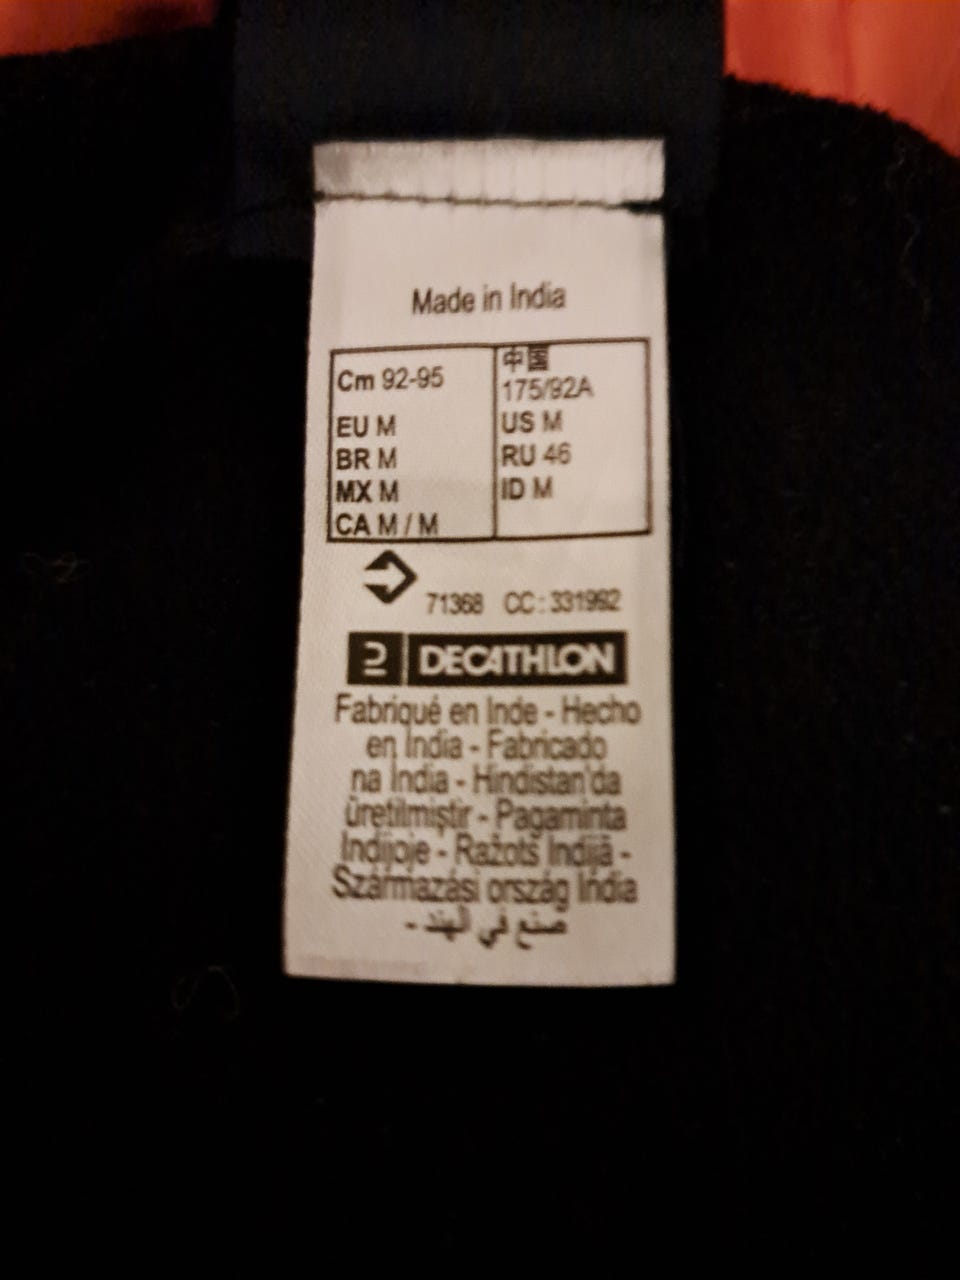 Made in India
Cm 92-95
EU M
BR M
MX M
CA M / M
中国
175/92A
US M
RU 46
ID M
71368 CC : 331992
DECATHLON
Fabriqué en Inde - Hecho
en India - Fabricado
na Índia - Hindistan'da
üretilmiştir - Pagaminta
Indijoje - Ražots Indijā -
Származási ország India
صنع في الهند -